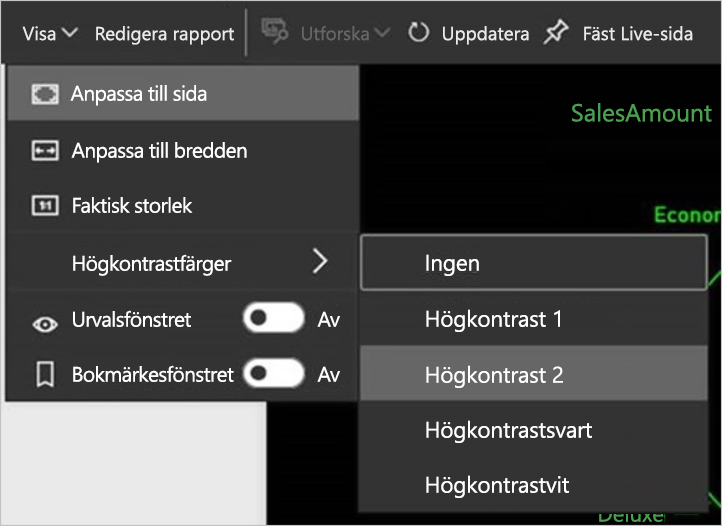 Visa Redigera rapport Utforska Uppdatera Fäst Live-sida
Anpassa till sida
SalesAmount
Anpassa till bredden
Faktisk storlek
Högkontrastfärger
Ingen
Urvalsfönstret Av
Högkontrast 1
Bokmärkesfönstret Av
Högkontrast 2
Högkontrastsvart
Högkontrastvit
Deluxe